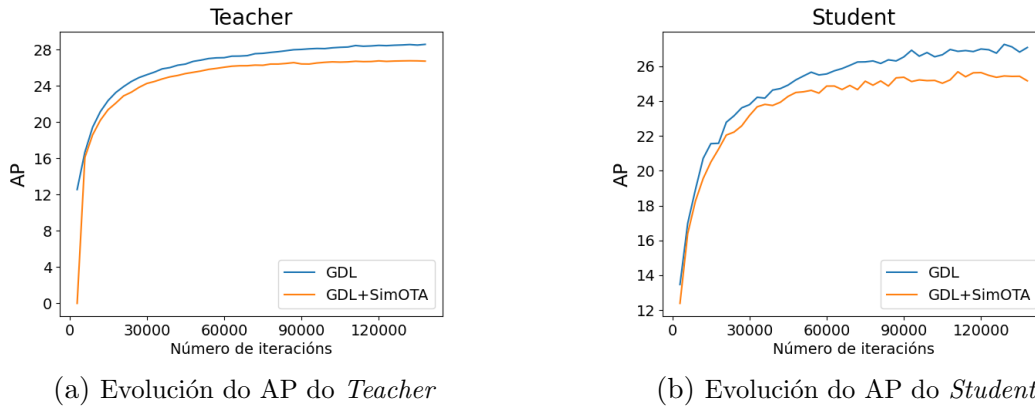 Teacher
AP
28
24
20
16
12
8
4
0
0
30000
60000
90000
120000
Número de iteracións
GDL
GDL+SimOTA
(a) Evolución do AP do Teacher
Student
AP
26
24
22
20
18
16
14
12
0
30000
60000
90000
120000
Número de iteracións
GDL
GDL+SimOTA
(b) Evolución do AP do Student